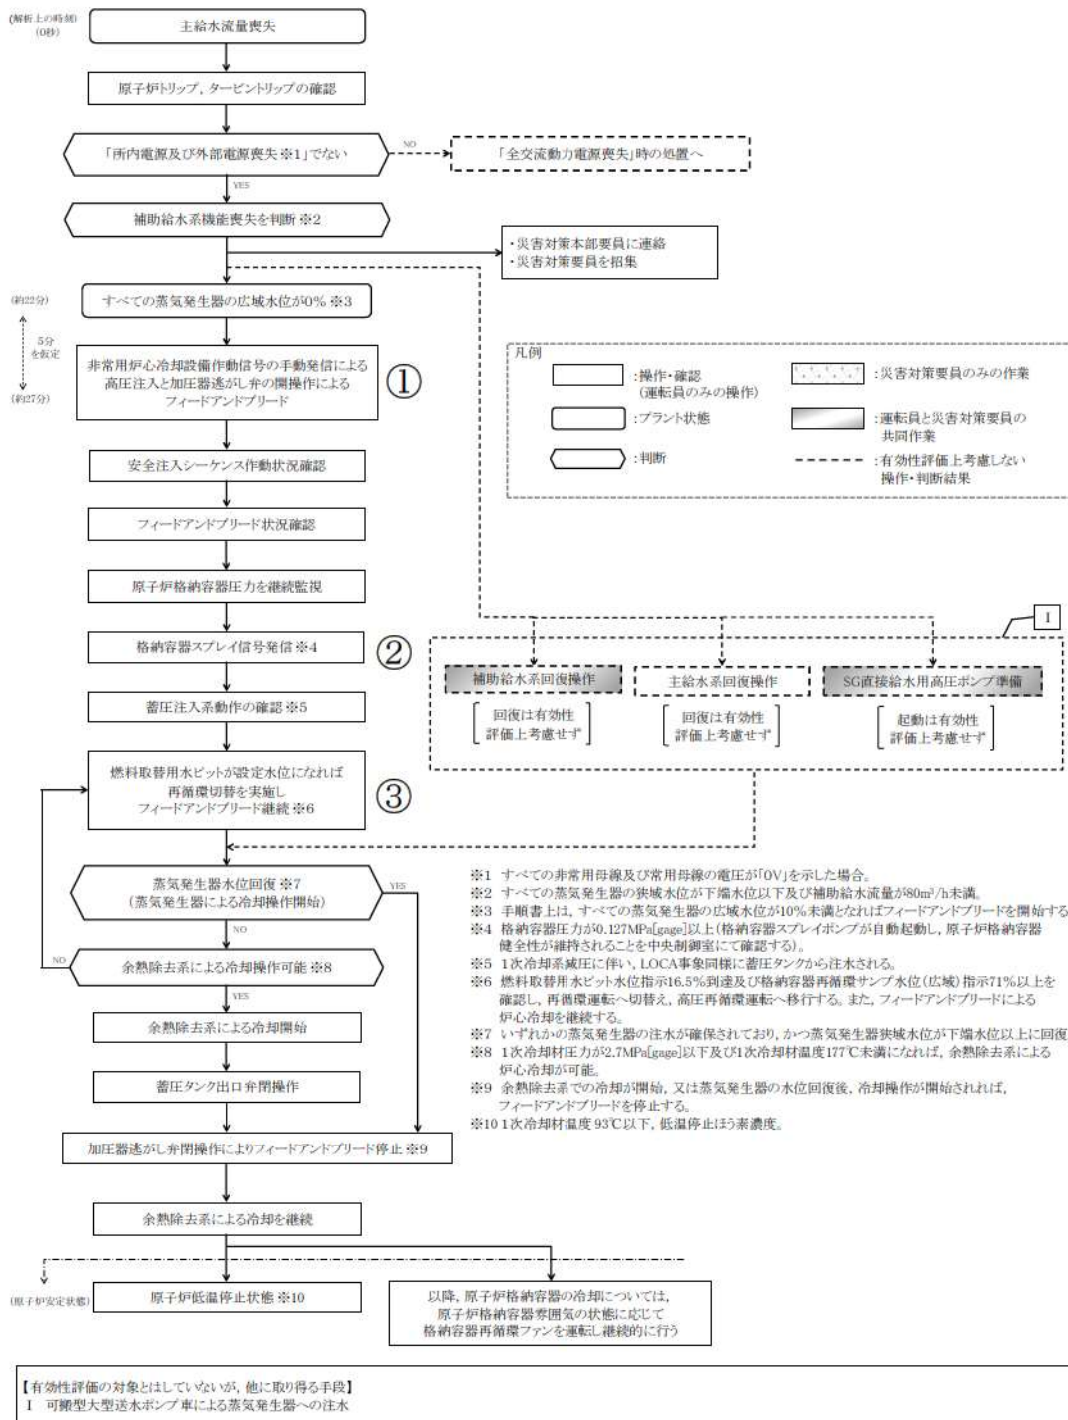 (解析上の時刻)
(0秒)
主給水流量喪失
原子炉トリップ、タービントリップの確認
「所内電源及び外部電源喪失※1」でない
NO
「全交流動力電源喪失」時の処置へ
YES
補助給水系機能喪失を判断※2
・災害対策本部要員に連絡
・災害対策要員を招集
(約22分)
すべての蒸気発生器の広域水位が0%※3
5分
を仮定
(約27分)
非常用炉心冷却設備作動信号の手動発信による
高圧注入と加圧器逃がし弁の開操作による
フィードアンドブリード
①
凡例
:操作・確認
(運転員のみの操作)
:プラント状態
:判断
:災害対策要員のみの作業
:運転員と災害対策要員の
共同作業
:有効性評価上考慮しない
操作・判断結果
安全注入シーケンス作動状況確認
フィードアンドブリード状況確認
原子炉格納容器圧力を継続監視
格納容器スプレイ信号発信※4
②
蓄圧注入系動作の確認※5
I
補助給水系回復操作
回復は有効性
評価上考慮せず
主給水系回復操作
回復は有効性
評価上考慮せず
SG直接給水用高圧ポンプ準備
起動は有効性
評価上考慮せず
燃料取替用水ピットが設定水位になれば
再循環切替を実施し
フィードアンドブリード継続※6
③
蒸気発生器水位回復※7
(蒸気発生器による冷却操作開始)
YES
NO
余熱除去系による冷却操作可能※8
NO
YES
余熱除去系による冷却開始
蓄圧タンク出口弁閉操作
加圧器逃がし弁閉操作によりフィードアンドブリード停止※9
余熱除去系による冷却を継続
(原子炉安定状態)
原子炉低温停止状態※10
以降、原子炉格納容器の冷却については、
原子炉格納容器雰囲気の状態に応じて
格納容器再循環ファンを運転し継続的に行う
※1 すべての非常用母線及び常用母線の電圧が「0V」を示した場合。
※2 すべての蒸気発生器の狭域水位が下端水位以下及び補助給水流量が80m³/h未満。
※3 手順書上は、すべての蒸気発生器の広域水位が10%未満となればフィードアンドブリードを開始する
※4 格納容器圧力が0.127MPa[gage]以上(格納容器スプレイポンプが自動起動し、原子炉格納容器
健全性が維持されることを中央制御室にて確認する)。
※5 1次冷却系減圧に伴い、LOCA事象同様に蓄圧タンクから注水される。
※6 燃料取替用水ピット水位指示16.5%到達及び格納容器再循環サンプ水位(広域)指示71%以上を
確認し、再循環運転へ切替え、高圧再循環運転へ移行する。また、フィードアンドブリードによる
炉心冷却を継続する。
※7 いずれかの蒸気発生器の注水が確保されており、かつ蒸気発生器狭域水位が下端水位以上に回復
※8 1次冷却材圧力が2.7MPa[gage]以下及び1次冷却材温度177℃未満になれば、余熱除去系による
炉心冷却が可能。
※9 余熱除去系での冷却が開始、又は蒸気発生器の水位回復後、冷却操作が開始されれば、
フィードアンドブリードを停止する。
※10 1次冷却材温度 93℃以下、低温停止ほう素濃度。
【有効性評価の対象とはしていないが、他に取り得る手段】
I 可搬型大型送水ポンプ車による蒸気発生器への注水